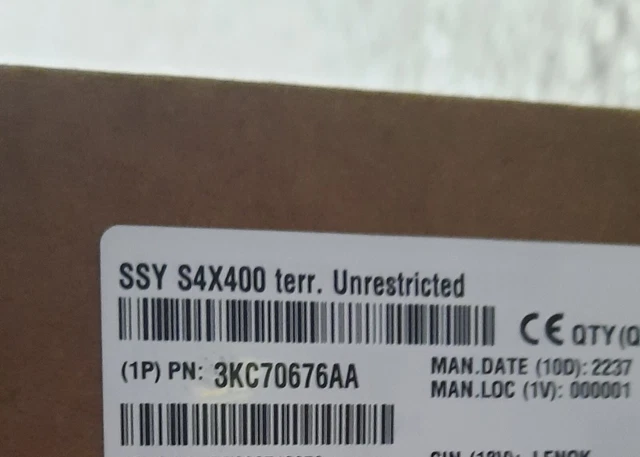 SSY S4X400 terr. Unrestricted
CE QTY (Q
(1P) PN: 3KC70676AA
MAN.DATE (10D): 2237
MAN.LOC (1V): 000001